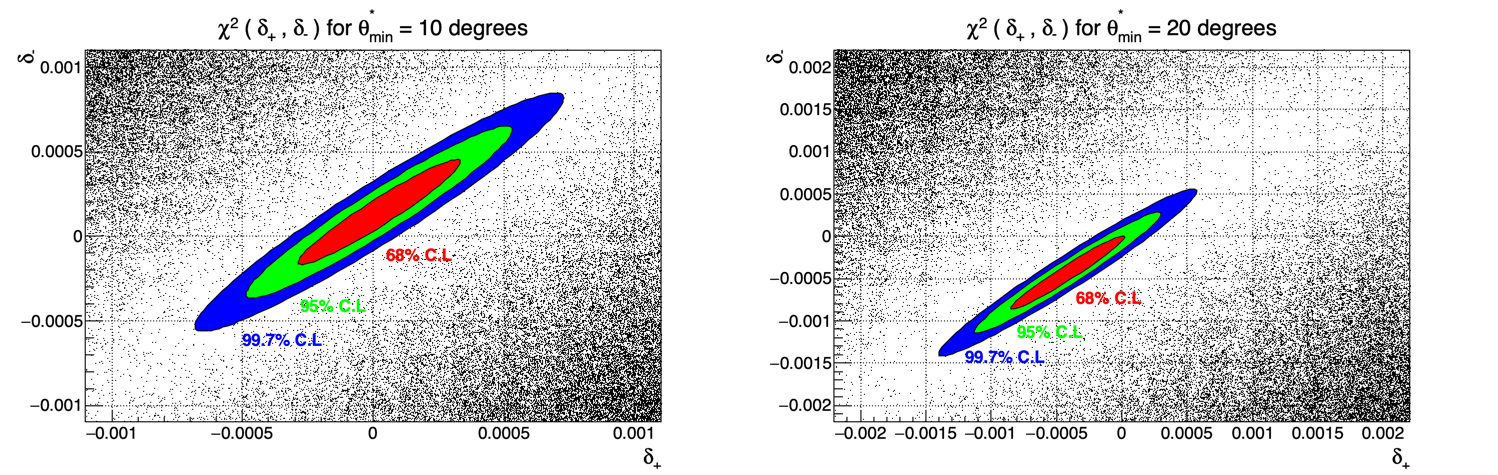 χ² ( δ₊ , δ₋ ) for θ*min = 10 degrees
δ₋
0.001
0.0005
0
−0.0005
−0.001
68% C.L
95% C.L
99.7% C.L
−0.001 −0.0005 0 0.0005 0.001
δ₊
χ² ( δ₊ , δ₋ ) for θ*min = 20 degrees
δ₋
0.002
0.0015
0.001
0.0005
0
−0.0005
−0.001
−0.0015
−0.002
68% C.L
95% C.L
99.7% C.L
−0.002 −0.0015 −0.001 −0.0005 0 0.0005 0.001 0.0015 0.002
δ₊